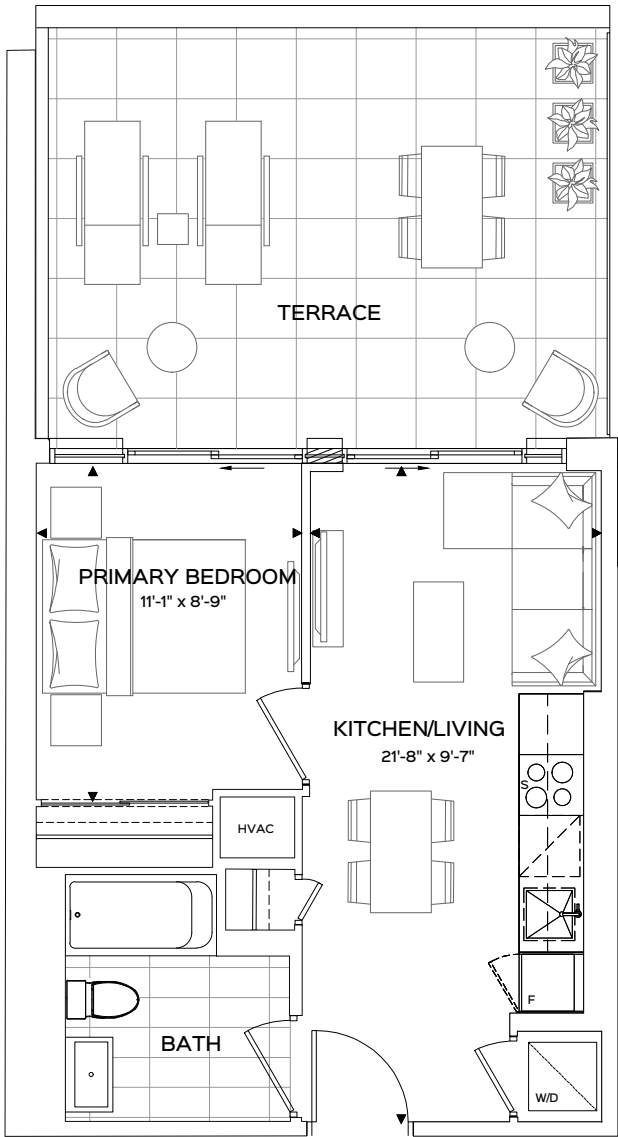 TERRACE
PRIMARY BEDROOM
11'-1" x 8'-9"
KITCHEN/LIVING
21'-8" x 9'-7"
S
HVAC
F
BATH
W/D